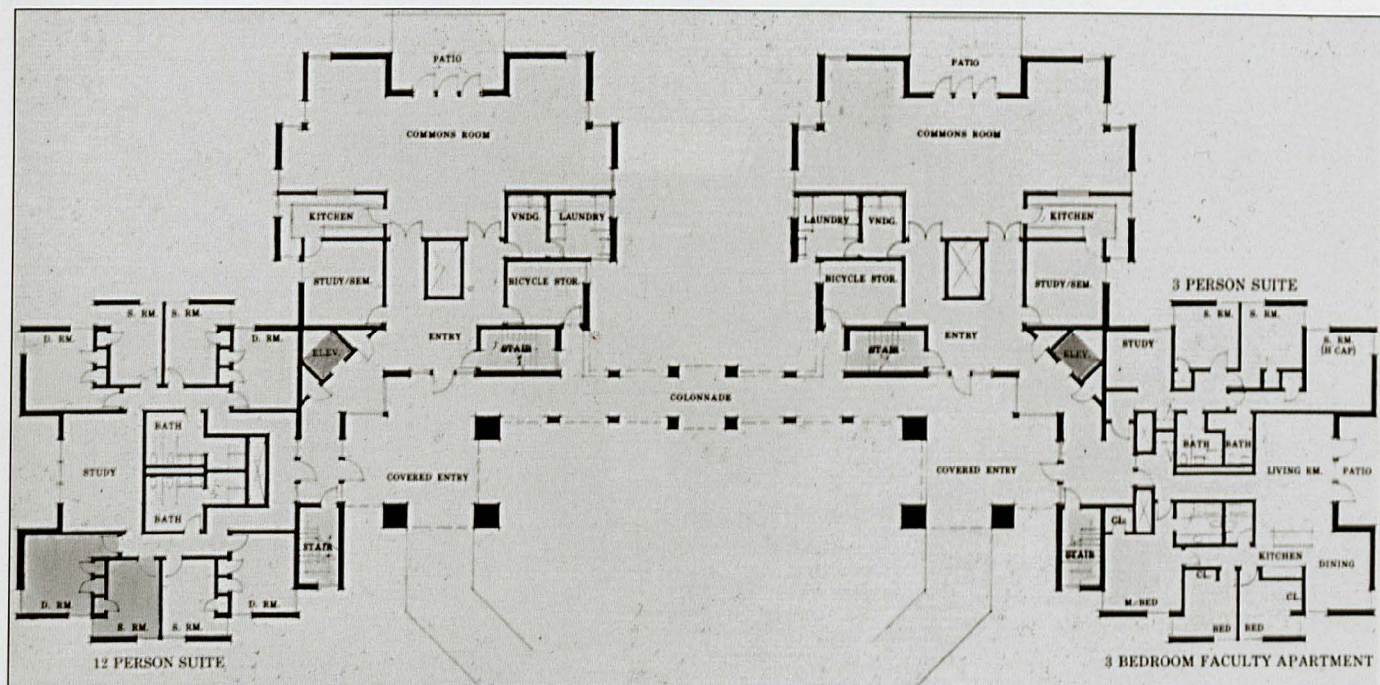 PATIO
PATIO
COMMONS ROOM
COMMONS ROOM
KITCHEN
VNDG.
LAUNDRY
LAUNDRY
VNDG.
KITCHEN
STUDY/SEM.
BICYCLE STOR.
BICYCLE STOR.
STUDY/SEM.
3 PERSON SUITE
S. RM.
S. RM.
S. RM.
S. RM.
D. RM.
D. RM.
ENTRY
STAIR
STAIR
ENTRY
STUDY
S. RM.
(H CAP)
ELEV.
ELEV.
COLONNADE
BATH
BATH
BATH
STUDY
COVERED ENTRY
COVERED ENTRY
LIVING RM.
PATIO
BATH
CL.
STAIR
STAIR
KITCHEN
DINING
CL.
CL.
D. RM.
D. RM.
M. BED
S. RM.
S. RM.
BED
BED
12 PERSON SUITE
3 BEDROOM FACULTY APARTMENT